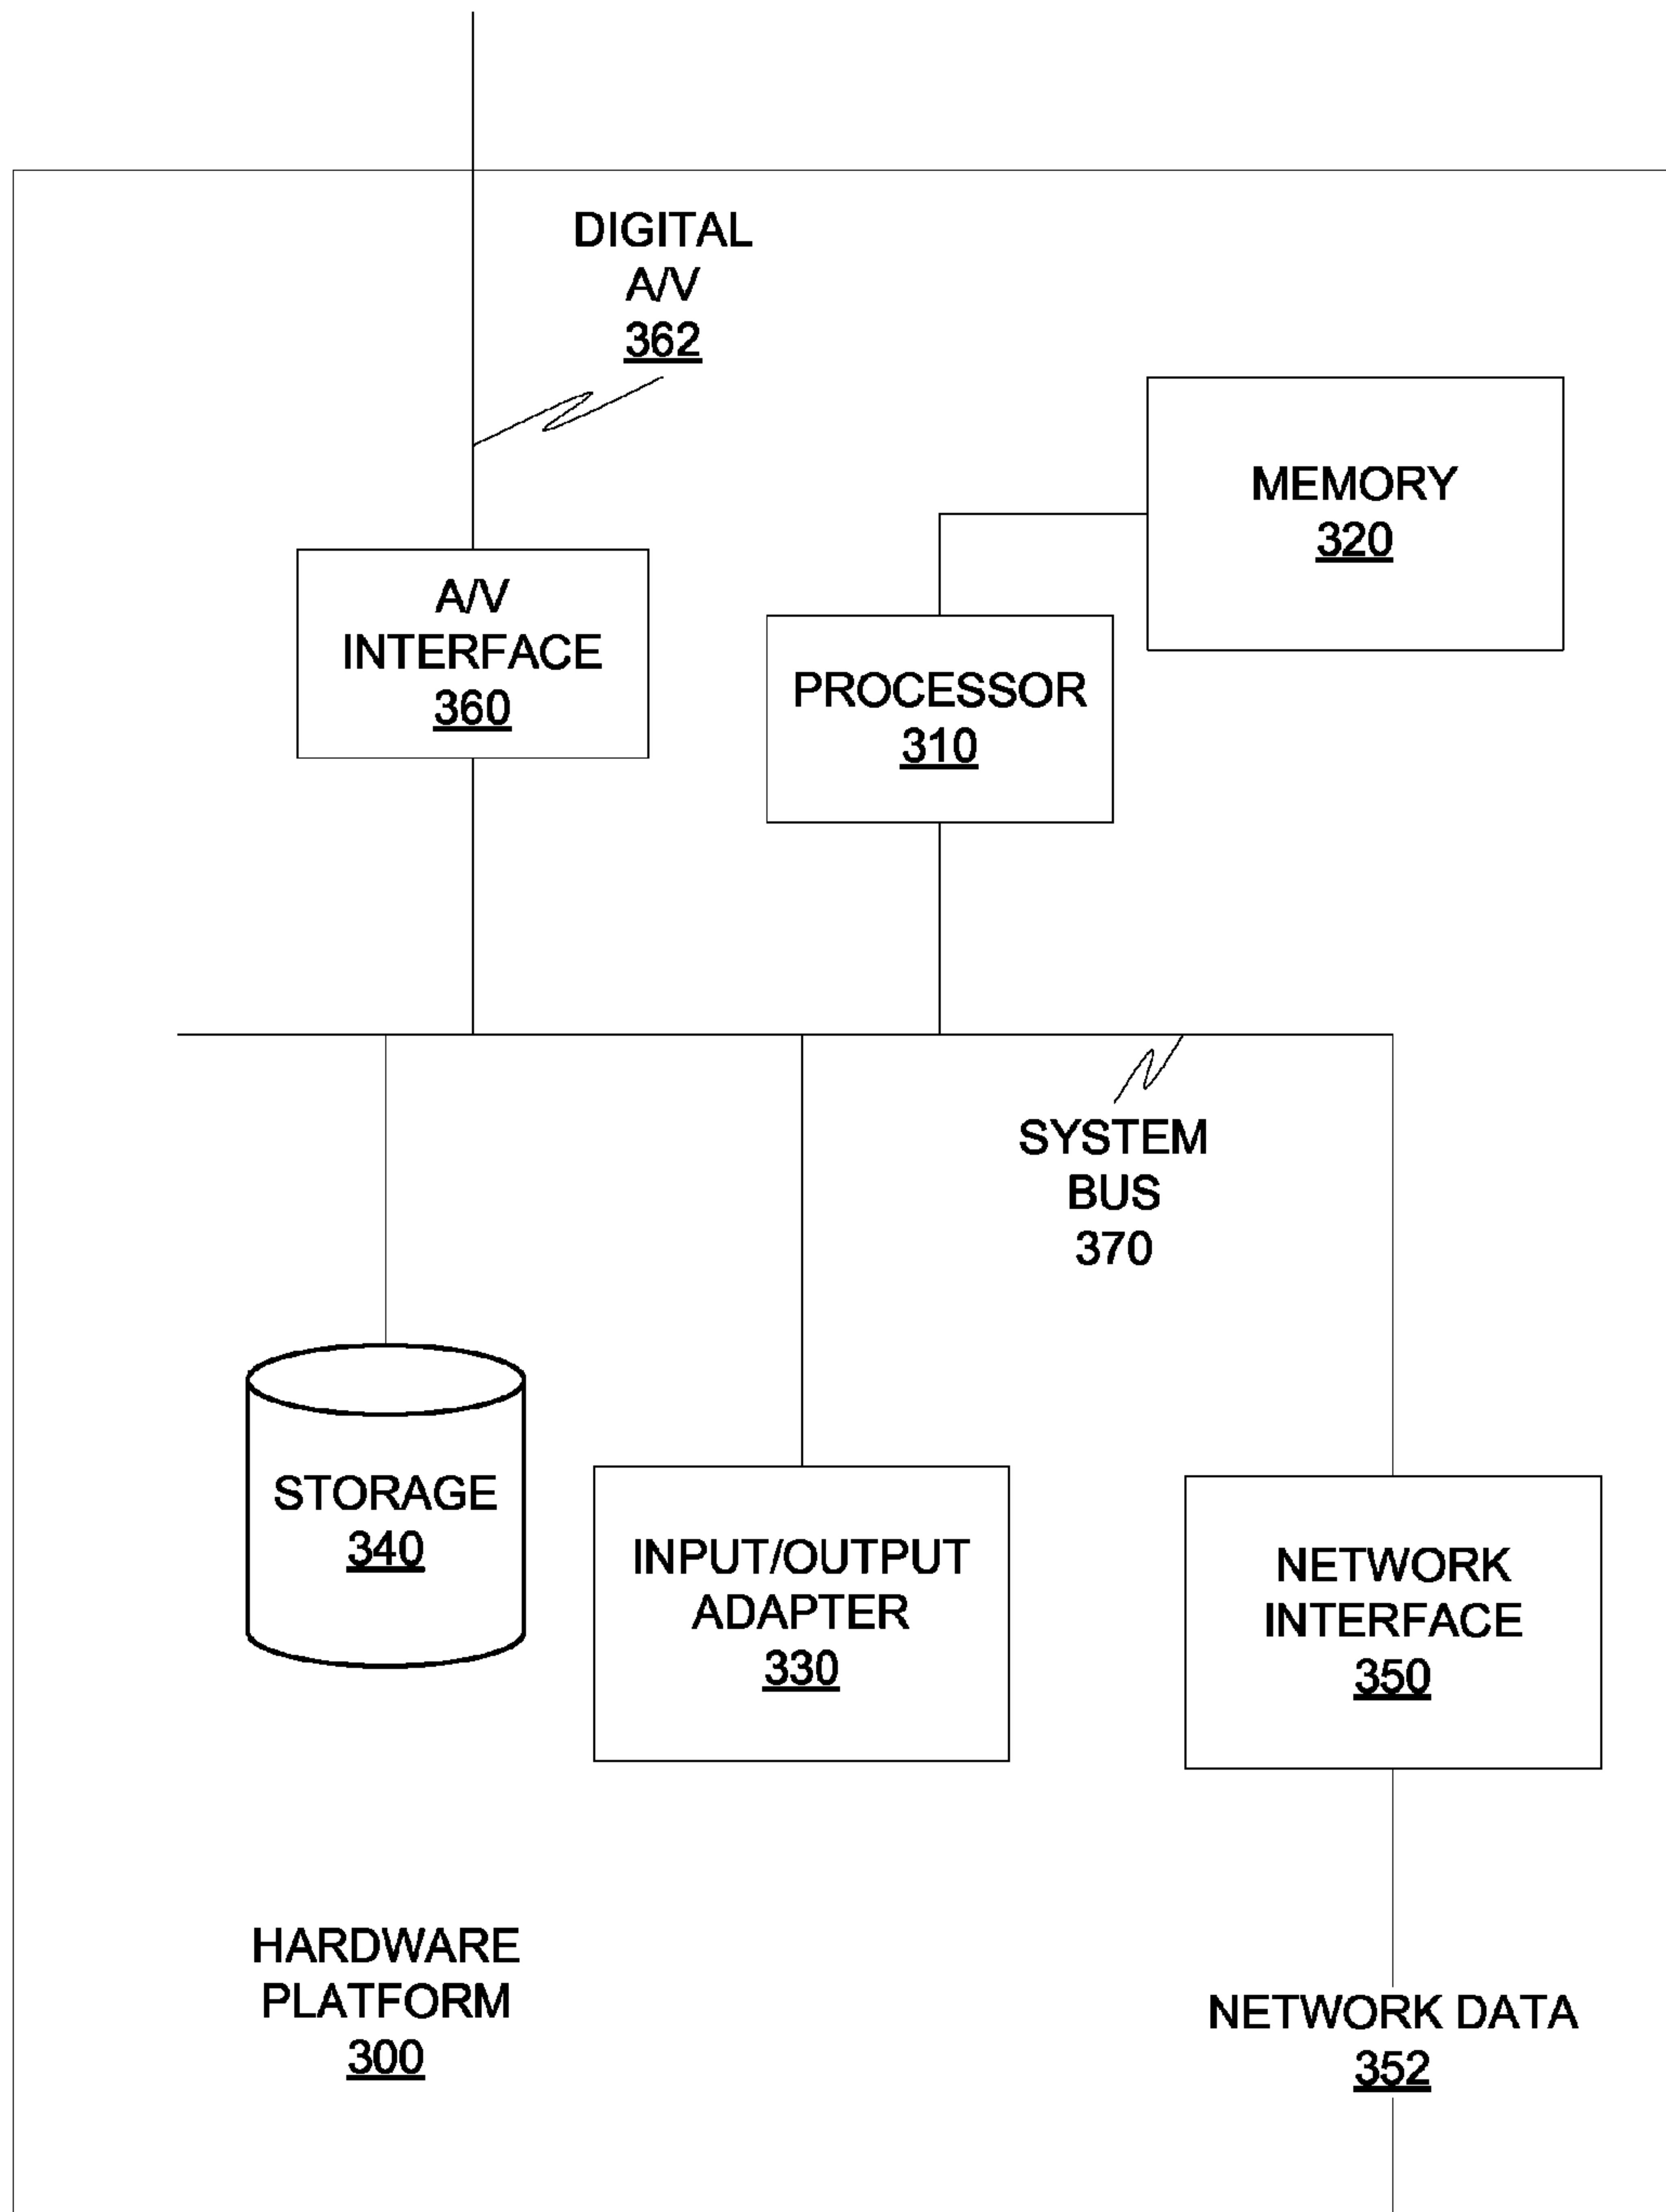 DIGITAL
A/V
362
MEMORY
320
A/V
INTERFACE
360
PROCESSOR
310
SYSTEM
BUS
370
STORAGE
340
INPUT/OUTPUT
ADAPTER
330
NETWORK
INTERFACE
350
HARDWARE
PLATFORM
300
NETWORK DATA
352